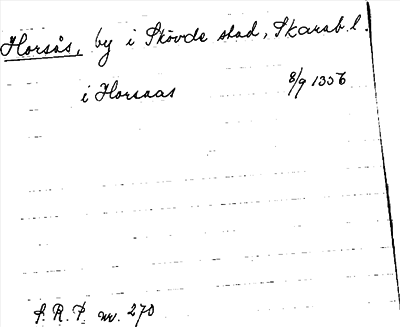 Horsås, by i Skövde stad, Skarab. l.
i Horsaas 8/9 1356
S. R. P. nr. 270